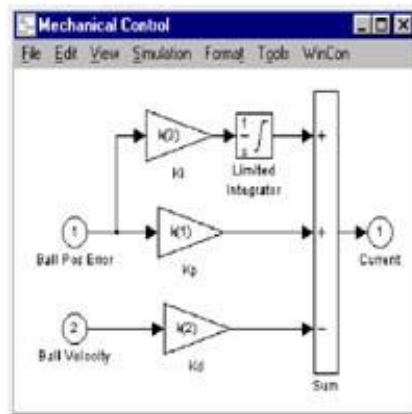 Mechanical Control
File Edit View Simulation Format Tools WinCon
k(3)
Ki
1
s
Limited
Integrator
+
1
Ball Pos Error
k(1)
Kp
+
1
Current
2
Ball Velocity
k(2)
Kd
−
Sum